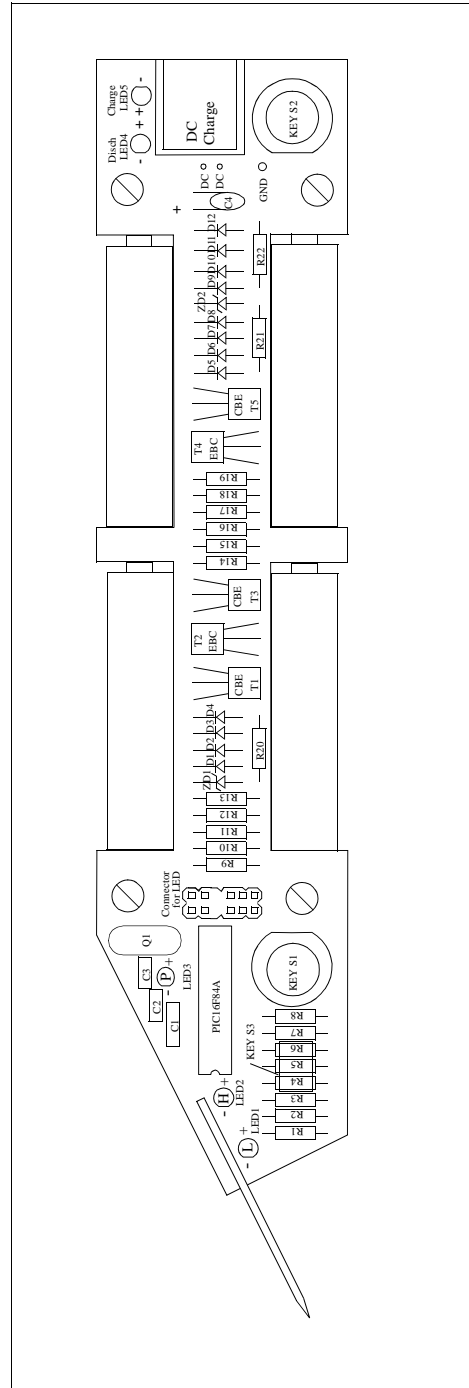 Charge
LED5
- + + -
Disch
LED4
DC
Charge
KEY S2
DC
DC
GND
+
C4
D12
D11
D10
D9
ZD2
D8
D7
D6
D5
R22
R21
CBE
T5
T4
EBC
R19
R18
R17
R16
R15
R14
CBE
T3
T2
EBC
CBE
T1
D4
D3
D2
D1
ZD1
R20
R13
R12
R11
R10
R9
Connector
for LED
Q1
C3
C2
C1
- P +
LED3
PIC16F84A
KEY S1
KEY S3
R8
R7
R6
R5
R4
R3
R2
R1
- H +
LED2
- L +
LED1